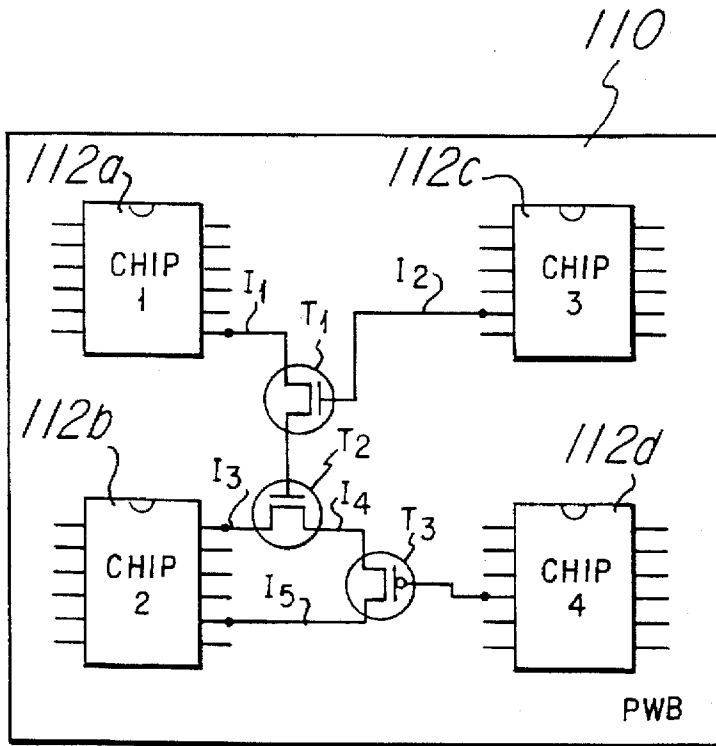 110
112a
112c
CHIP
1
CHIP
3
I1
I2
T1
112b
T2
112d
I3
I4
T3
CHIP
2
CHIP
4
I5
PWB